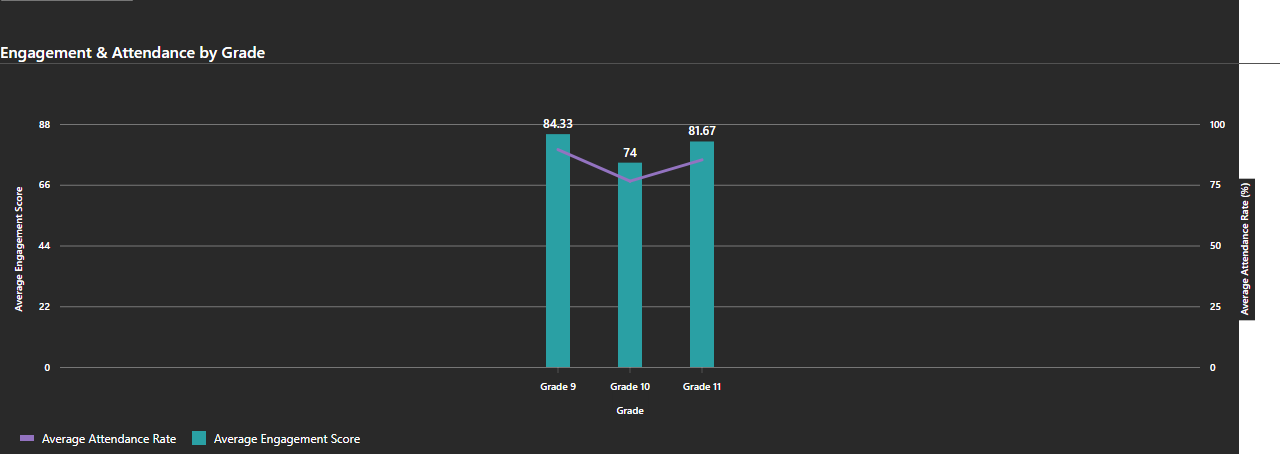 Engagement & Attendance by Grade
84.33
74
81.67
88
66
44
22
0
100
75
50
25
0
Average Engagement Score
Average Attendance Rate (%)
Grade 9
Grade 10
Grade 11
Grade
Average Attendance Rate
Average Engagement Score